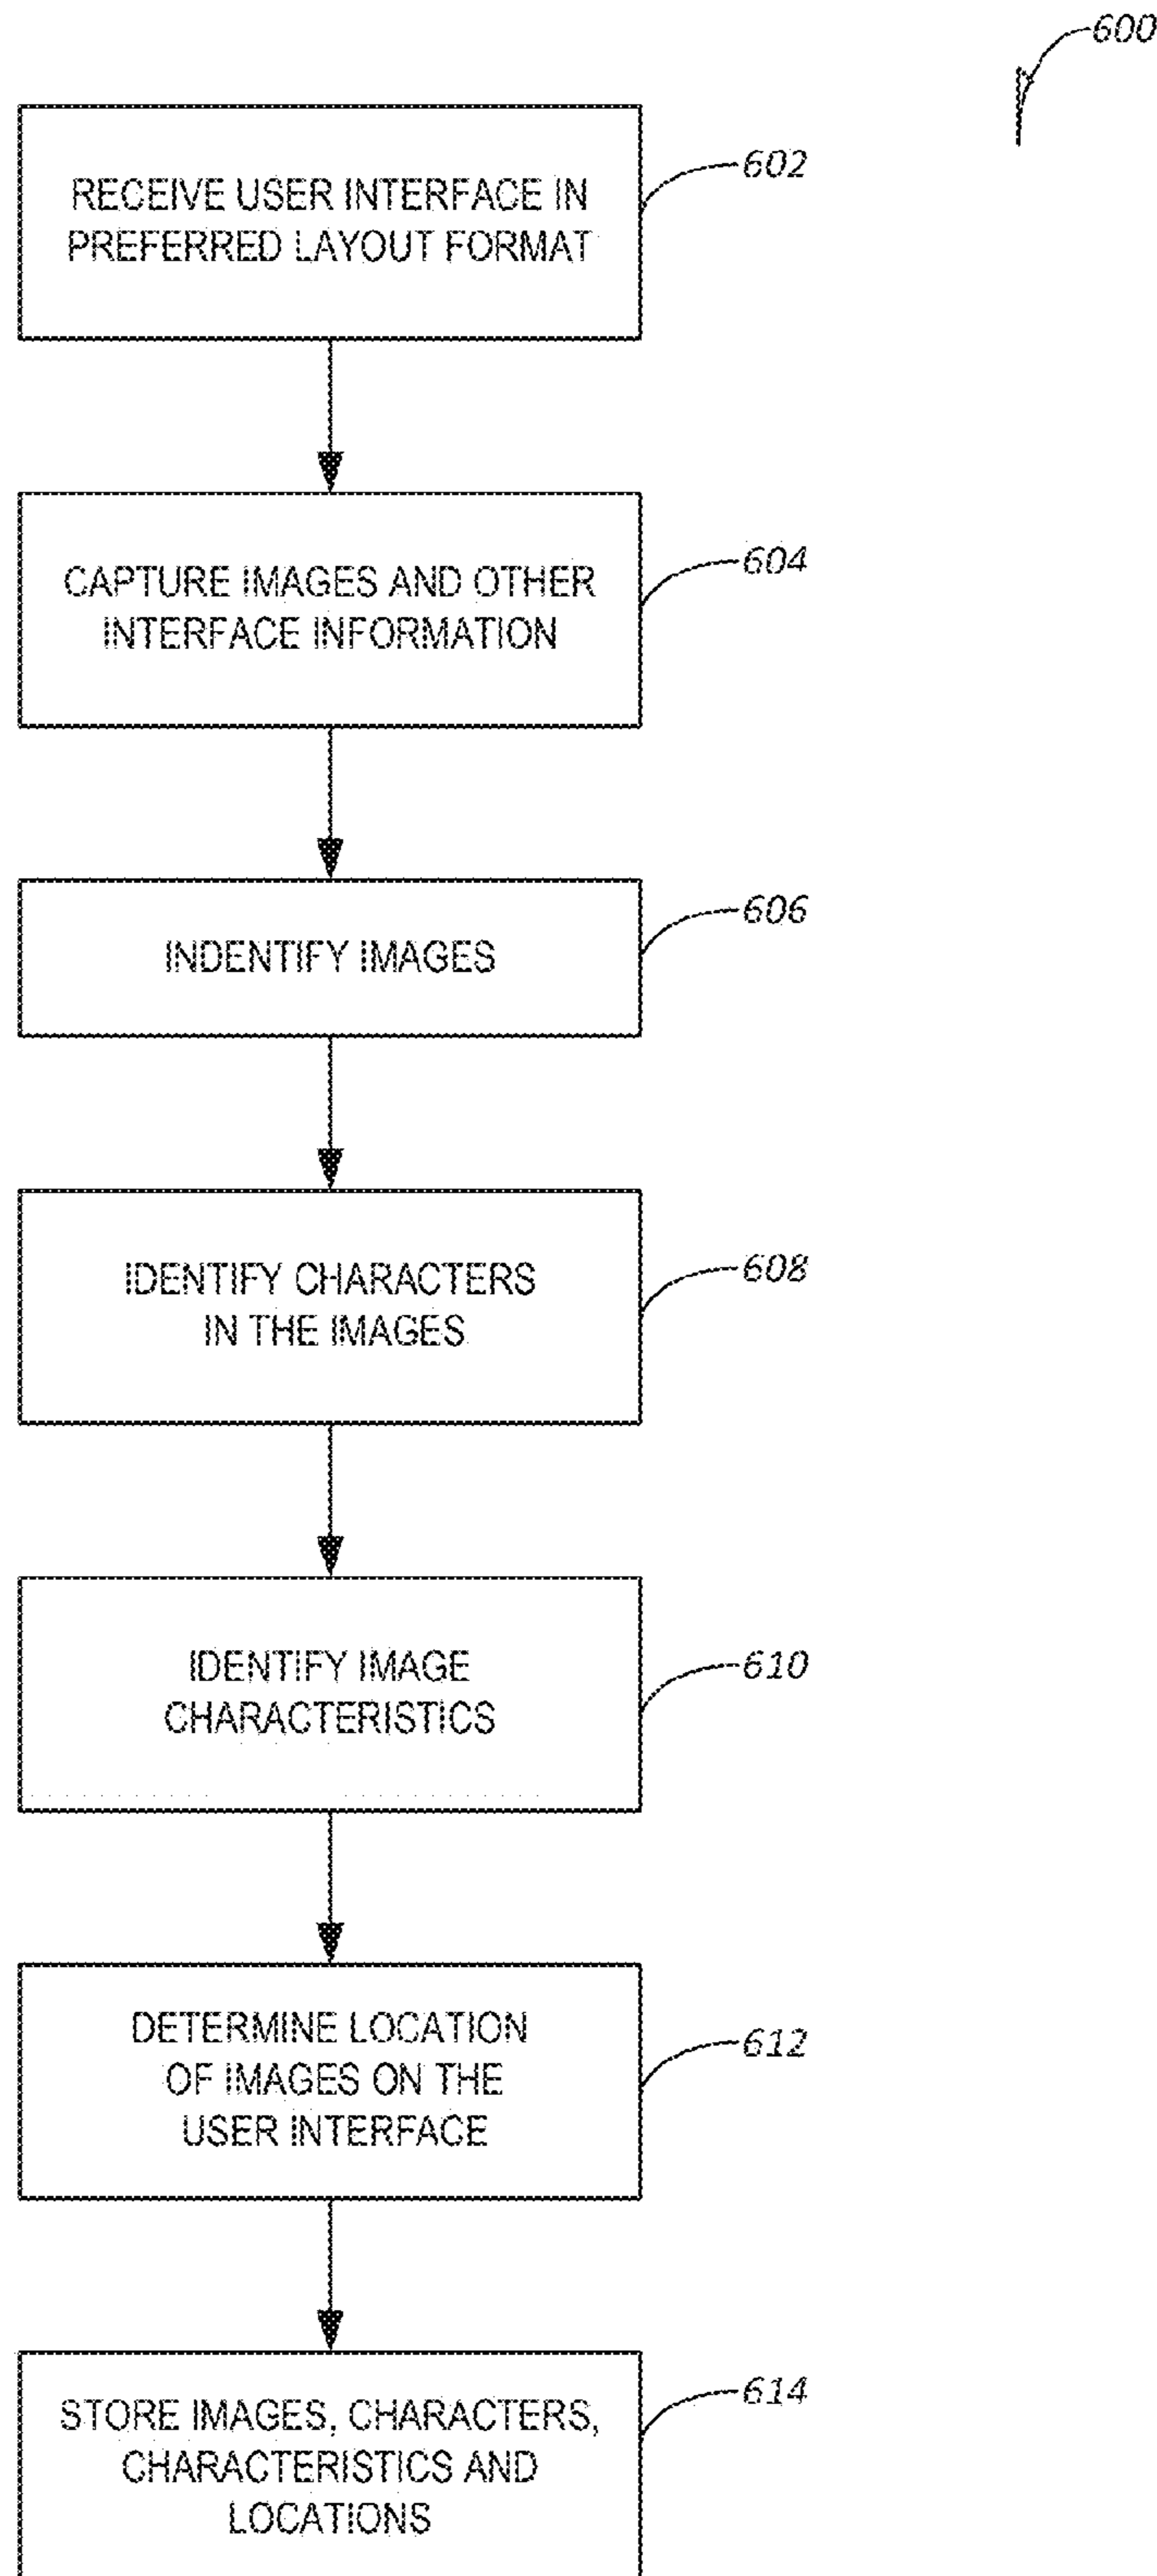 600
RECEIVE USER INTERFACE IN
PREFERRED LAYOUT FORMAT
602
CAPTURE IMAGES AND OTHER
INTERFACE INFORMATION
604
INDENTIFY IMAGES
606
IDENTIFY CHARACTERS
IN THE IMAGES
608
IDENTIFY IMAGE
CHARACTERISTICS
610
DETERMINE LOCATION
OF IMAGES ON THE
USER INTERFACE
612
STORE IMAGES, CHARACTERS,
CHARACTERISTICS AND
LOCATIONS
614